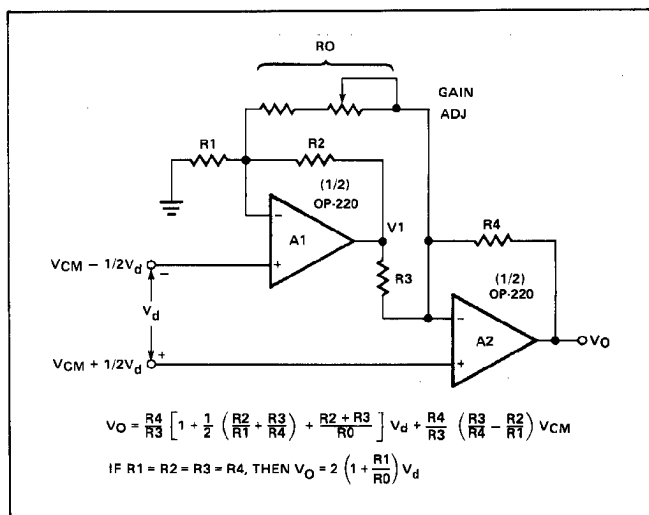 RO
GAIN
ADJ
R1
R2
(1/2)
OP-220
V1
R4
A1
−
+
R3
(1/2)
OP-220
VCM − 1/2Vd
−
Vd
+
VCM + 1/2Vd
−
A2
+
VO
VO = R4/R3 [1 + 1/2 (R2/R1 + R3/R4) + R2 + R3/R0] Vd + R4/R3 (R3/R4 − R2/R1) VCM
IF R1 = R2 = R3 = R4, THEN VO = 2 (1 + R1/R0) Vd